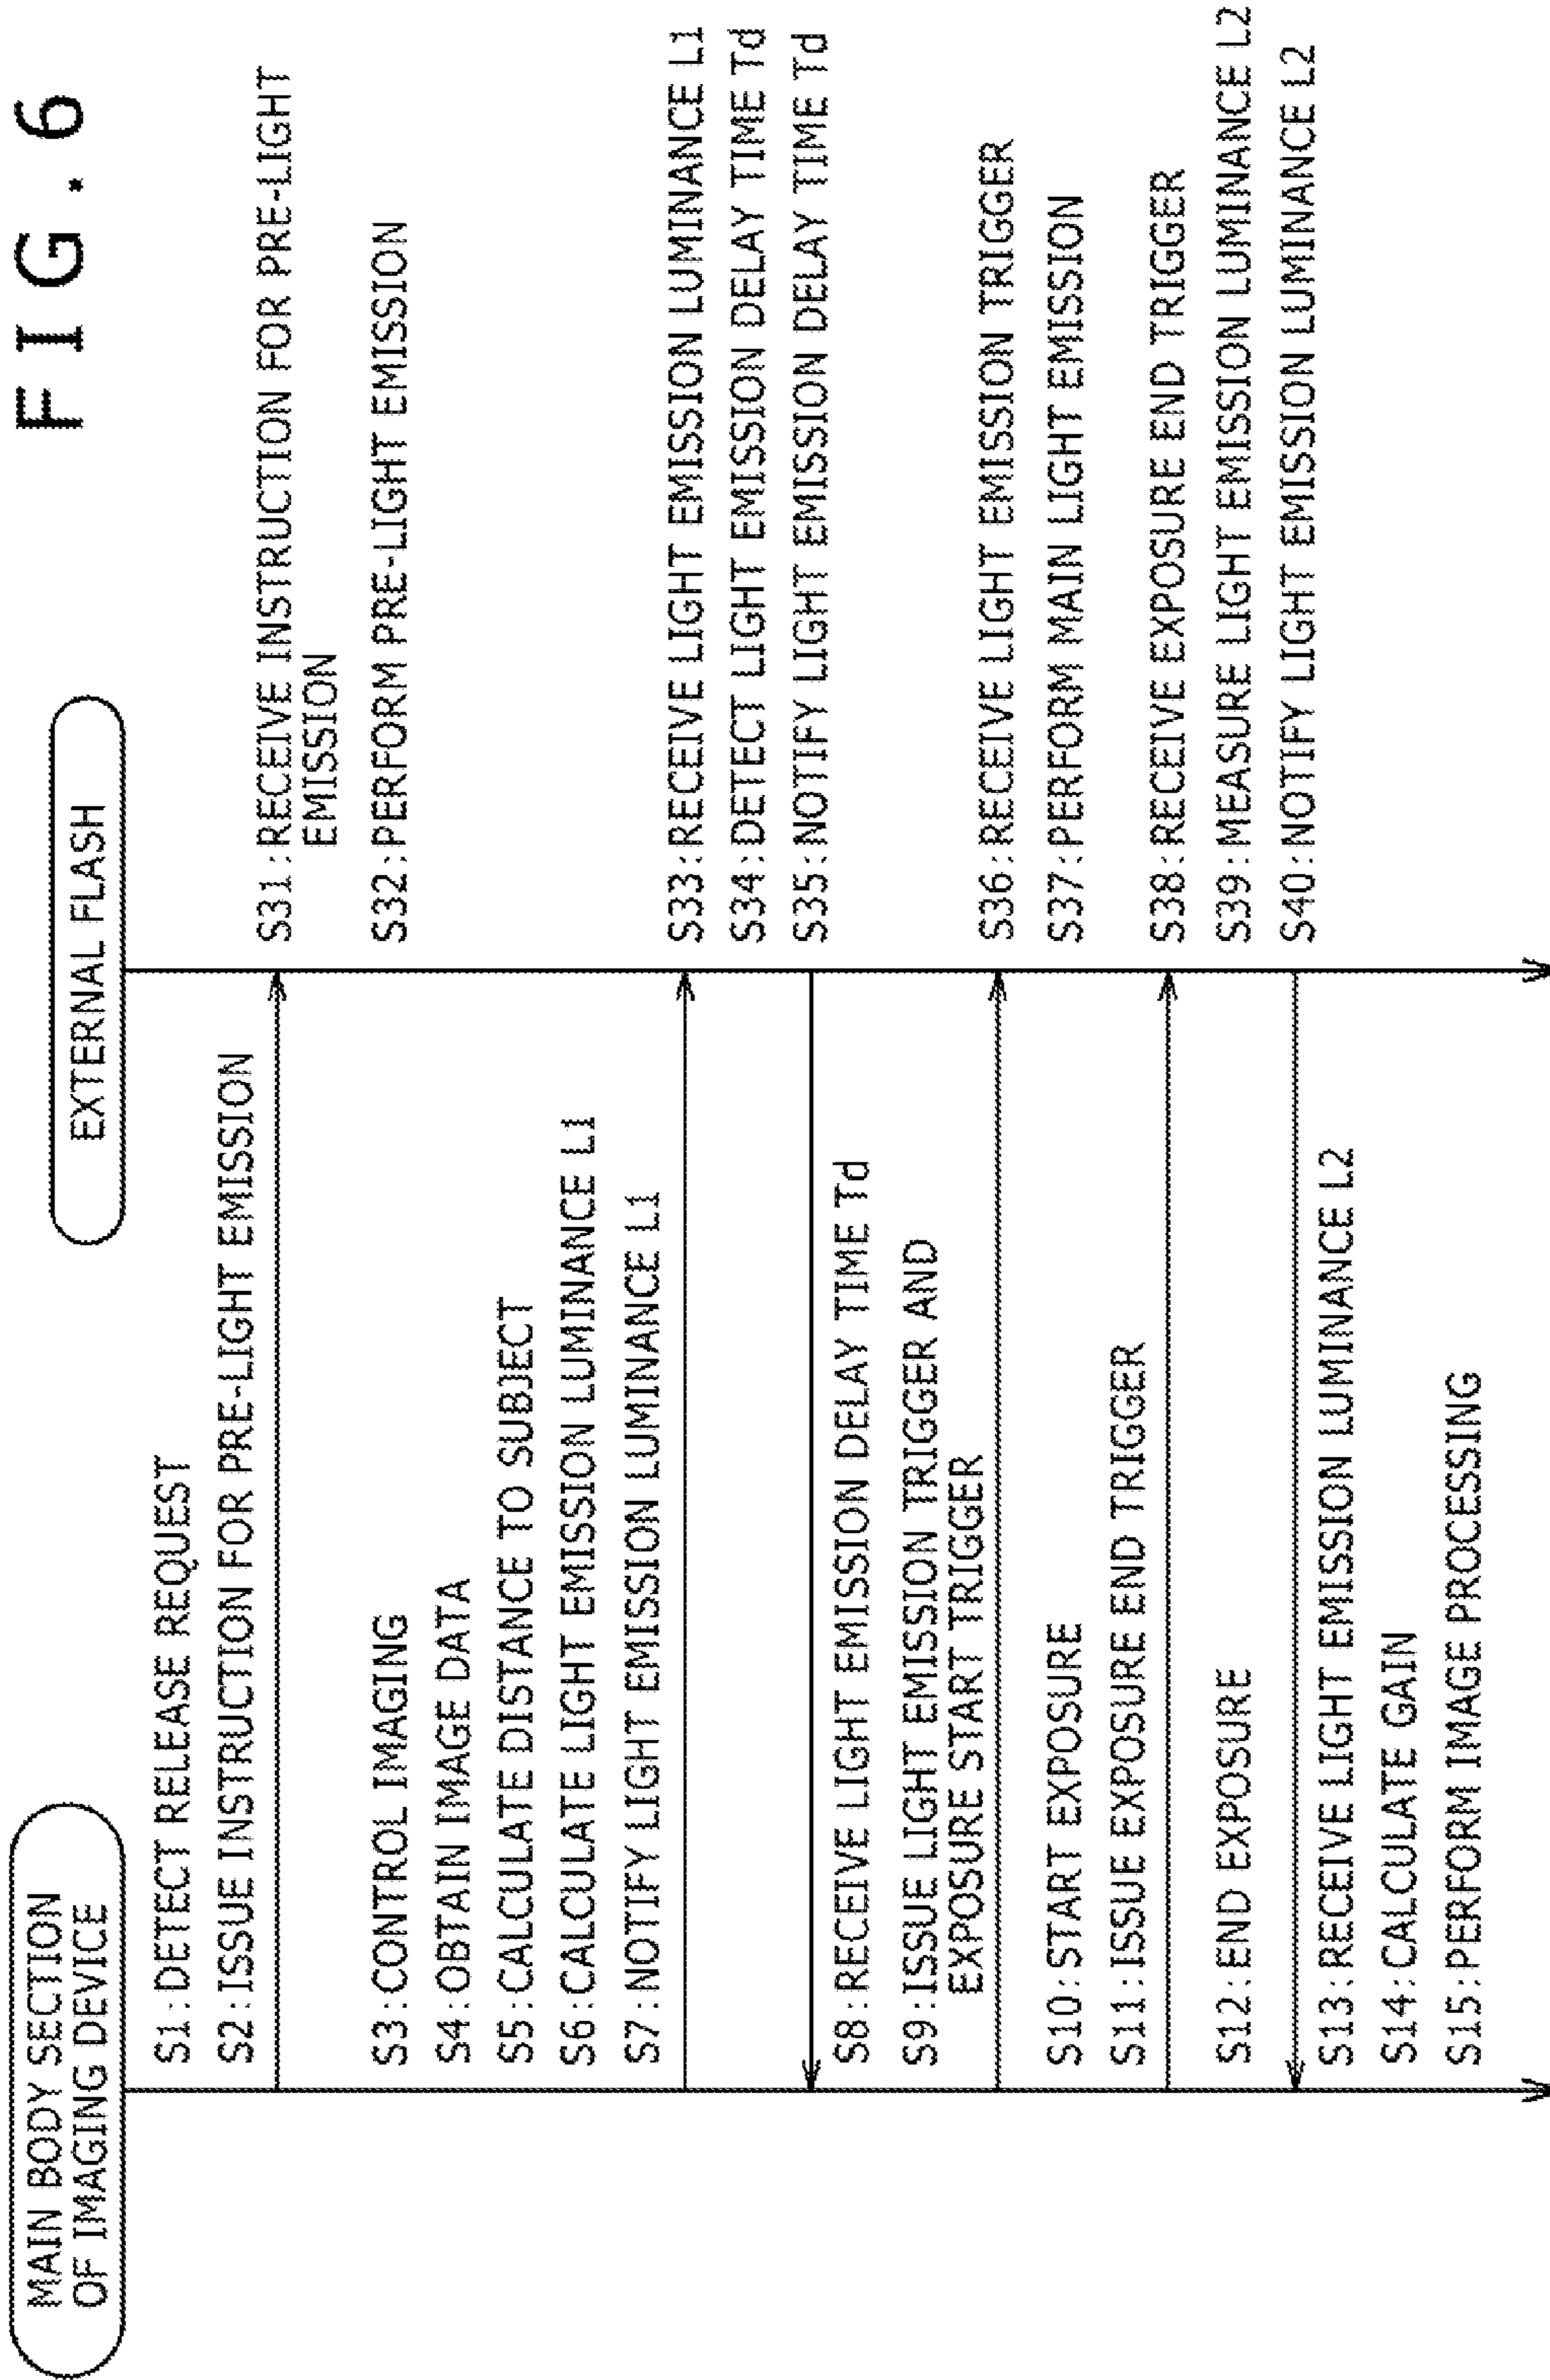 FIG.6
MAIN BODY SECTION
OF IMAGING DEVICE
EXTERNAL FLASH
S1:DETECT RELEASE REQUEST
S2:ISSUE INSTRUCTION FOR PRE-LIGHT EMISSION
S31:RECEIVE INSTRUCTION FOR PRE-LIGHT
EMISSION
S32:PERFORM PRE-LIGHT EMISSION
S3:CONTROL IMAGING
S4:OBTAIN IMAGE DATA
S5:CALCULATE DISTANCE TO SUBJECT
S6:CALCULATE LIGHT EMISSION LUMINANCE L1
S7:NOTIFY LIGHT EMISSION LUMINANCE L1
S33:RECEIVE LIGHT EMISSION LUMINANCE L1
S34:DETECT LIGHT EMISSION DELAY TIME Td
S35:NOTIFY LIGHT EMISSION DELAY TIME Td
S8:RECEIVE LIGHT EMISSION DELAY TIME Td
S9:ISSUE LIGHT EMISSION TRIGGER AND
EXPOSURE START TRIGGER
S36:RECEIVE LIGHT EMISSION TRIGGER
S37:PERFORM MAIN LIGHT EMISSION
S10:START EXPOSURE
S11:ISSUE EXPOSURE END TRIGGER
S38:RECEIVE EXPOSURE END TRIGGER
S39:MEASURE LIGHT EMISSION LUMINANCE L2
S40:NOTIFY LIGHT EMISSION LUMINANCE L2
S12:END EXPOSURE
S13:RECEIVE LIGHT EMISSION LUMINANCE L2
S14:CALCULATE GAIN
S15:PERFORM IMAGE PROCESSING